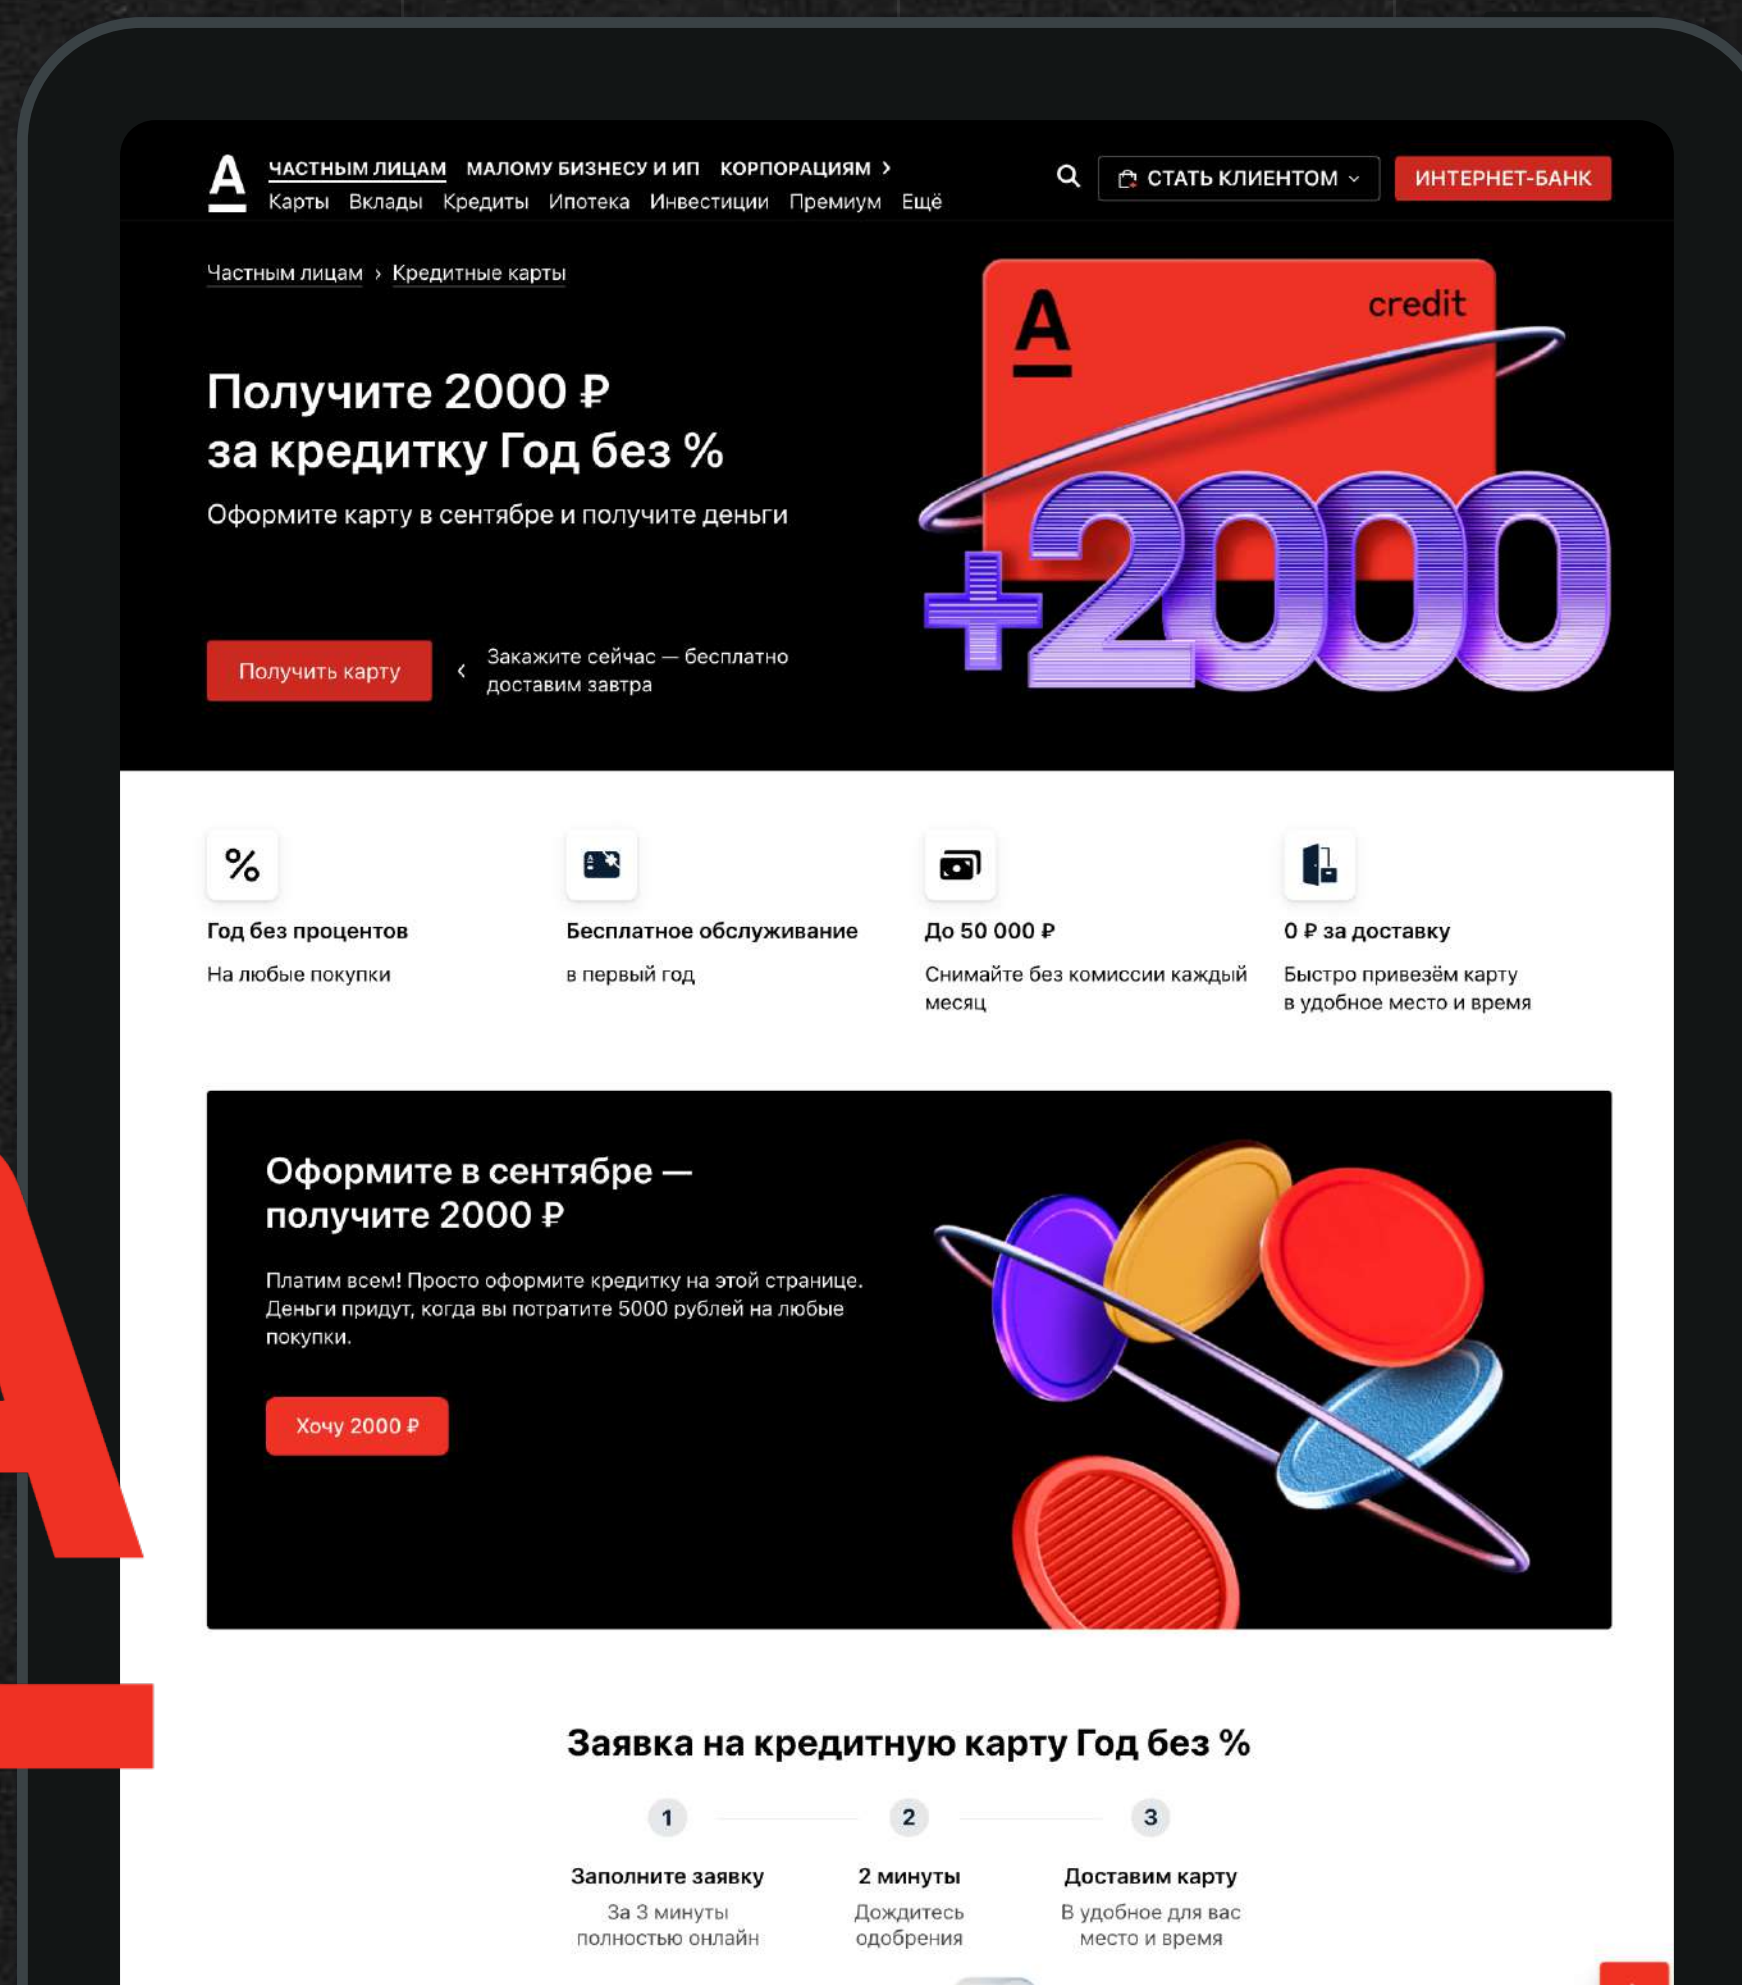 А
ЧАСТНЫМ ЛИЦАМ МАЛОМУ БИЗНЕСУ И ИП КОРПОРАЦИЯМ >
СТАТЬ КЛИЕНТОМ
ИНТЕРНЕТ-БАНК
Карты Вклады Кредиты Ипотека Инвестиции Премиум Ещё
Частным лицам › Кредитные карты
Получите 2000 ₽
за кредитку Год без %
Оформите карту в сентябре и получите деньги
Получить карту
Закажите сейчас — бесплатно
доставим завтра
А
credit
+2000
%
Год без процентов
На любые покупки
Бесплатное обслуживание
в первый год
До 50 000 ₽
Снимайте без комиссии каждый
месяц
0 ₽ за доставку
Быстро привезём карту
в удобное место и время
Оформите в сентябре —
получите 2000 ₽
Платим всем! Просто оформите кредитку на этой странице.
Деньги придут, когда вы потратите 5000 рублей на любые
покупки.
Хочу 2000 ₽
Заявка на кредитную карту Год без %
1
Заполните заявку
За 3 минуты
полностью онлайн
2
2 минуты
Дождитесь
одобрения
3
Доставим карту
В удобное для вас
место и время